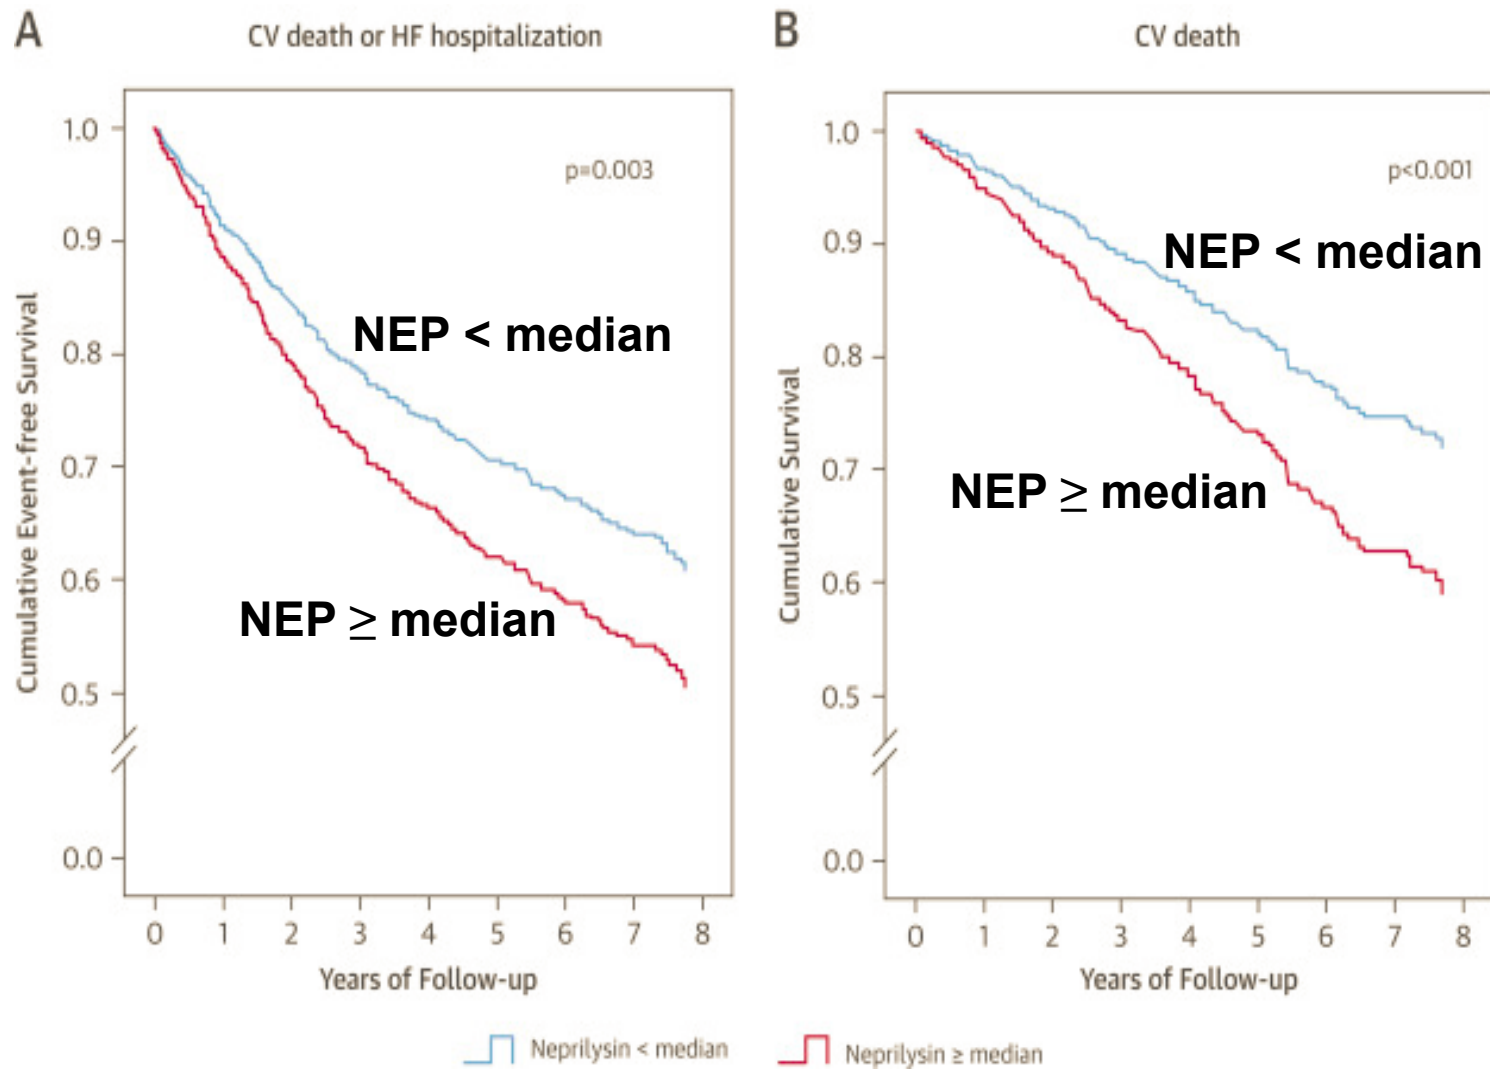 A
CV death or HF hospitalization
1.0
0.9
0.8
0.7
0.6
0.5
0.0
Cumulative Event-free Survival
p=0.003
NEP < median
NEP ≥ median
0 1 2 3 4 5 6 7 8
Years of Follow-up
B
CV death
1.0
0.9
0.8
0.7
0.6
0.5
0.0
Cumulative Survival
p<0.001
NEP < median
NEP ≥ median
0 1 2 3 4 5 6 7 8
Years of Follow-up
Neprilysin < median
Neprilysin ≥ median